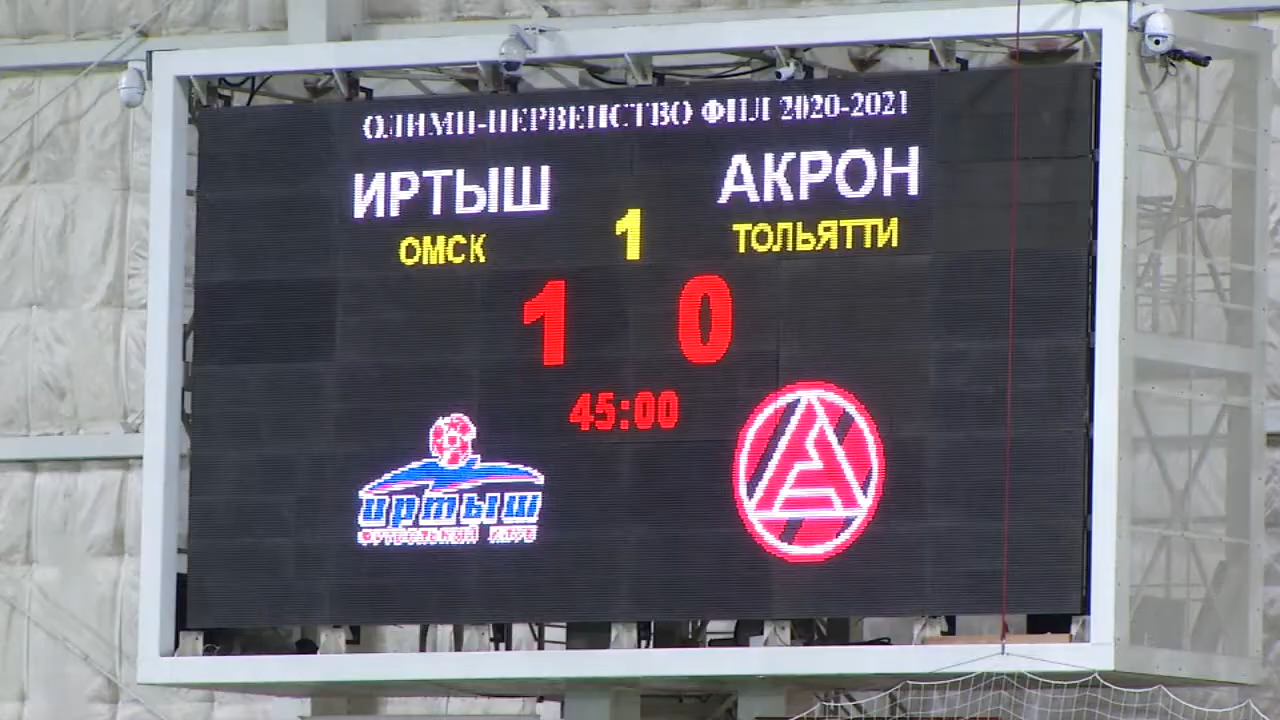 ОЛИМП-ПЕРВЕНСТВО ФНЛ 2020-2021
ИРТЫШ АКРОН
ОМСК 1 ТОЛЬЯТТИ
1 0
45:00
иртыш